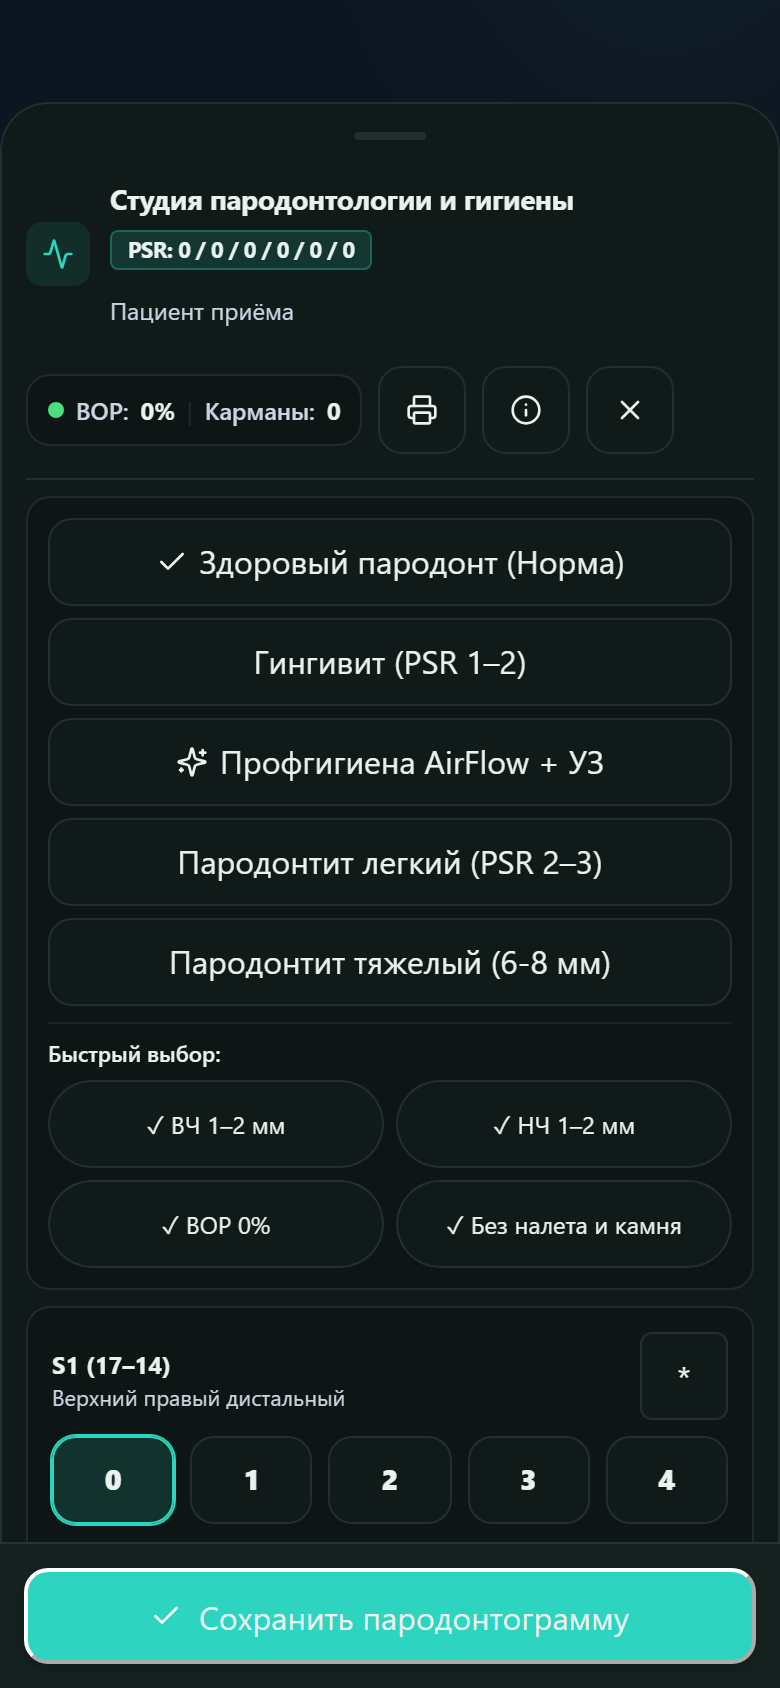 Студия пародонтологии и гигиены
PSR: 0 / 0 / 0 / 0 / 0 / 0
Пациент приёма
BOP: 0% Карманы: 0
Здоровый пародонт (Норма)
Гингивит (PSR 1–2)
Профгигиена AirFlow + УЗ
Пародонтит легкий (PSR 2–3)
Пародонтит тяжелый (6-8 мм)
Быстрый выбор:
✓ ВЧ 1–2 мм ✓ НЧ 1–2 мм
✓ BOP 0% ✓ Без налета и камня
S1 (17–14)
*
Верхний правый дистальный
0 1 2 3 4
Сохранить пародонтограмму